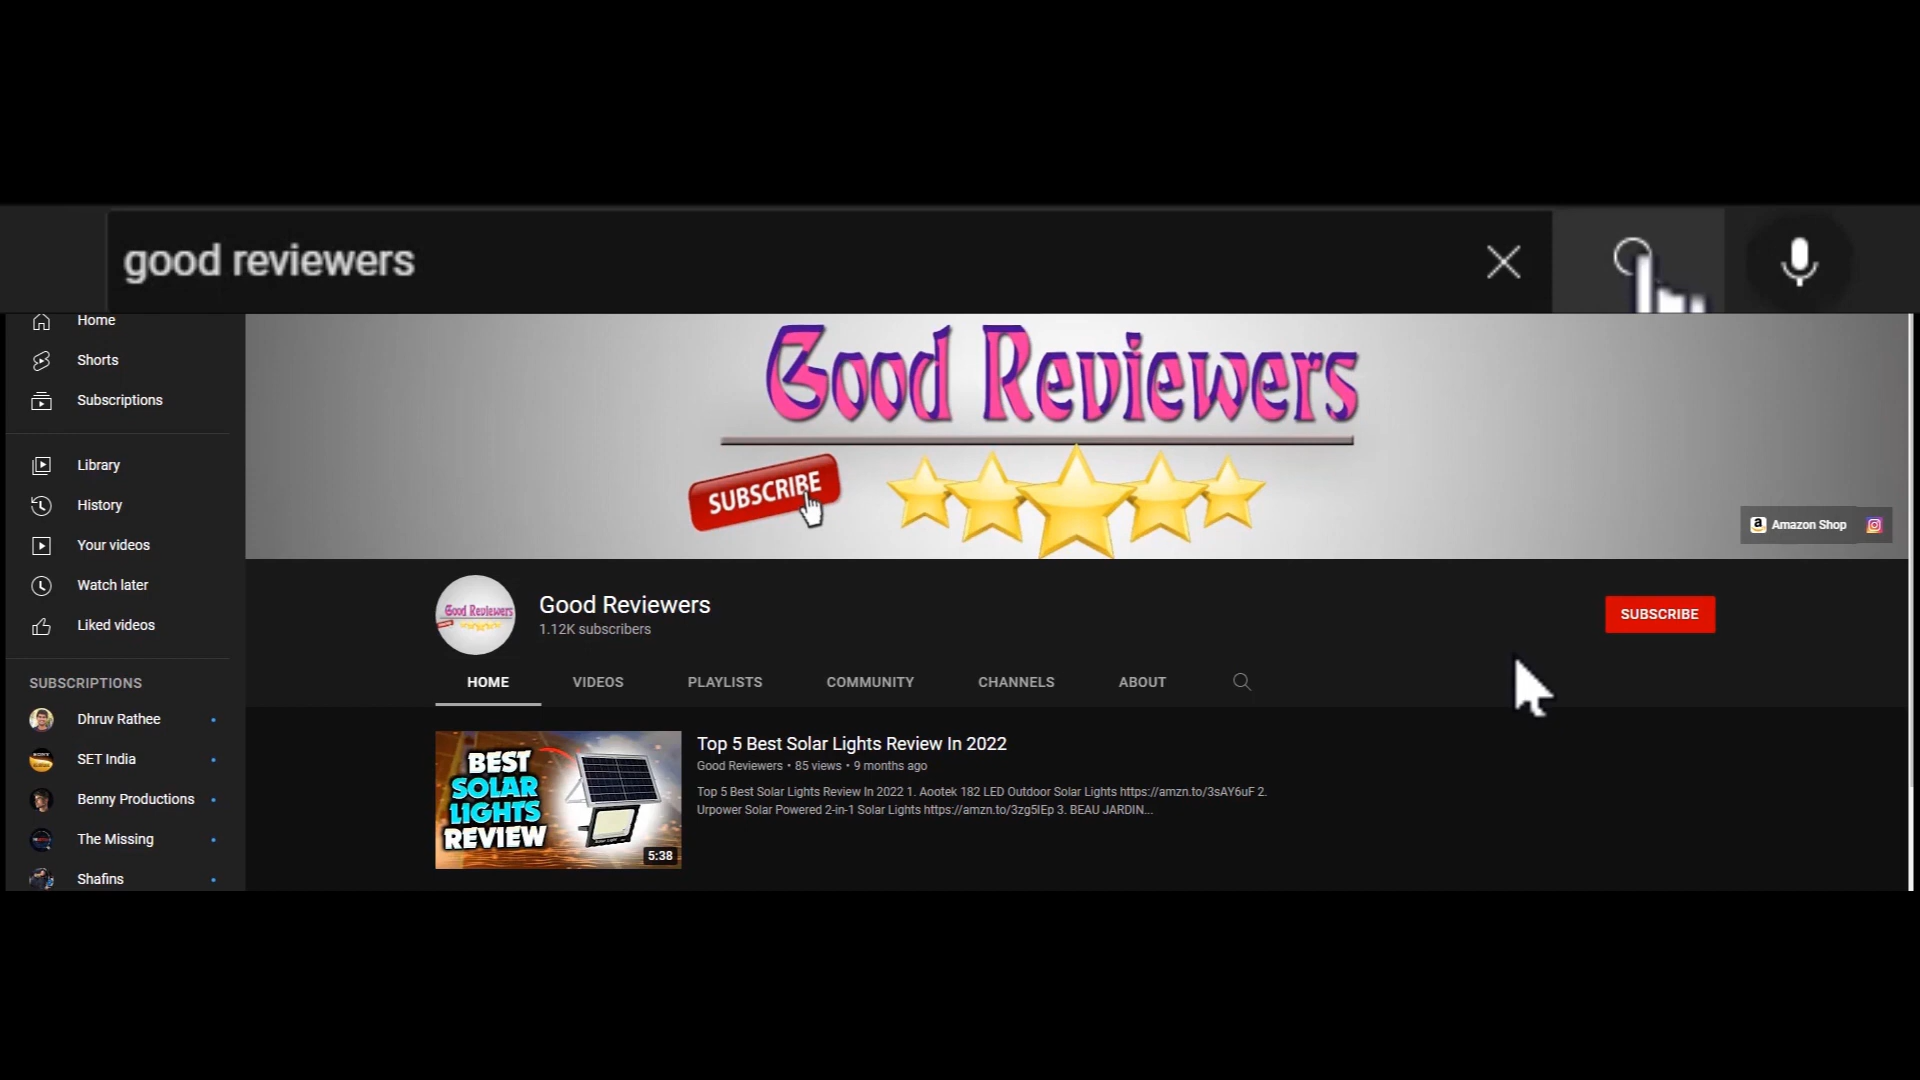 good reviewers
Home
Shorts
Subscriptions
Library
History
Your videos
Watch later
Liked videos
SUBSCRIPTIONS
Dhruv Rathee
SET India
Benny Productions
The Missing
Shafins
Good Reviewers
SUBSCRIBE
Amazon Shop
Good Reviewers
Good Reviewers
1.12K subscribers
SUBSCRIBE
HOME VIDEOS PLAYLISTS COMMUNITY CHANNELS ABOUT
BEST
SOLAR
LIGHTS
REVIEW
5:38
Top 5 Best Solar Lights Review In 2022
Good Reviewers • 85 views • 9 months ago
Top 5 Best Solar Lights Review In 2022 1. Aootek 182 LED Outdoor Solar Lights https://amzn.to/3sAY6uF 2.
Urpower Solar Powered 2-in-1 Solar Lights https://amzn.to/3zg5IEp 3. BEAU JARDIN...